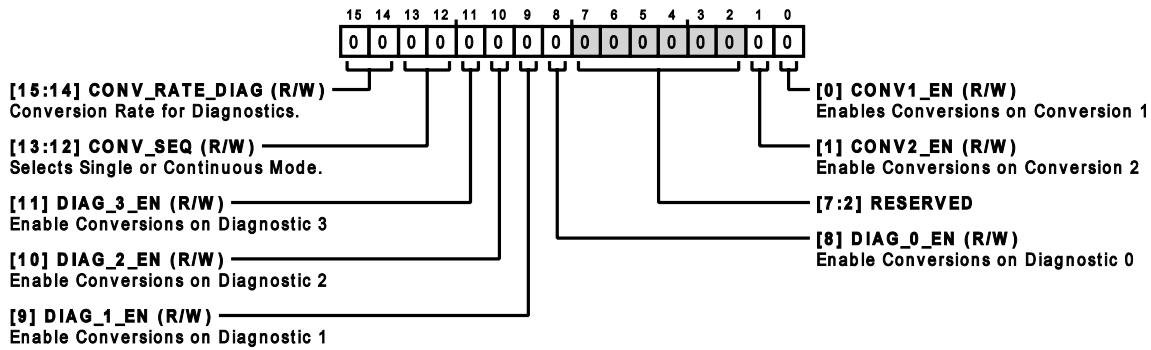 15 14 13 12 11 10 9 8 7 6 5 4 3 2 1 0
0 0 0 0 0 0 0 0 0 0 0 0 0 0 0 0
[15:14] CONV_RATE_DIAG (R/W)
Conversion Rate for Diagnostics.
[13:12] CONV_SEQ (R/W)
Selects Single or Continuous Mode.
[11] DIAG_3_EN (R/W)
Enable Conversions on Diagnostic 3
[10] DIAG_2_EN (R/W)
Enable Conversions on Diagnostic 2
[9] DIAG_1_EN (R/W)
Enable Conversions on Diagnostic 1
[0] CONV1_EN (R/W)
Enables Conversions on Conversion 1
[1] CONV2_EN (R/W)
Enable Conversions on Conversion 2
[7:2] RESERVED
[8] DIAG_0_EN (R/W)
Enable Conversions on Diagnostic 0